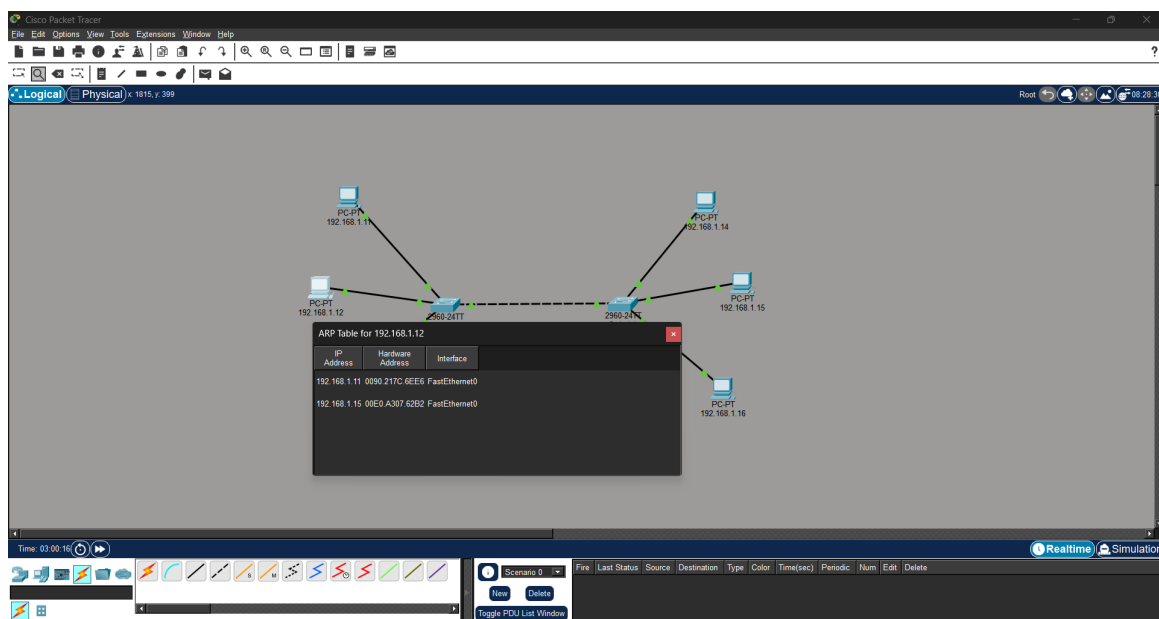 Cisco Packet Tracer
File Edit Options View Tools Extensions Window Help
?
Logical Physical x: 1815, y: 399
Root 08:28:30
PC-PT
192.168.1.11
PC-PT
192.168.1.14
PC-PT
192.168.1.12
PC-PT
192.168.1.15
2960-24TT
2960-24TT
ARP Table for 192.168.1.12
IP Address Hardware Address Interface
192.168.1.11 0090.217C.6EE6 FastEthernet0
192.168.1.15 00E0.A307.62B2 FastEthernet0
PC-PT
192.168.1.16
Time: 03:00:16
Realtime Simulation
Scenario 0
New Delete
Toggle PDU List Window
Fire Last Status Source Destination Type Color Time(sec) Periodic Num Edit Delete